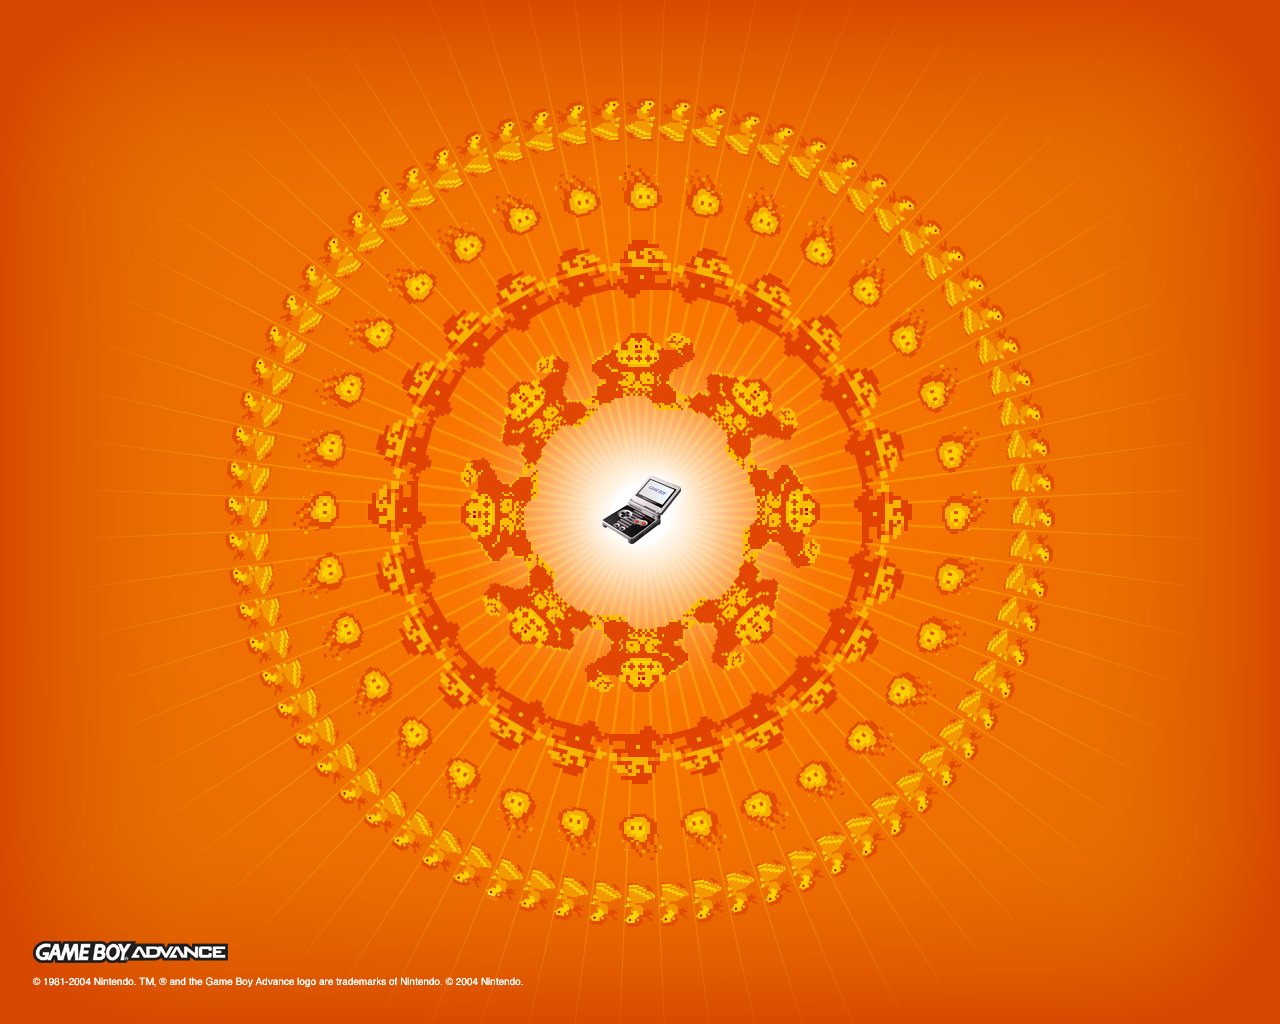 GAME BOY
GAME BOY ADVANCE
© 1981-2004 Nintendo. TM, ® and the Game Boy Advance logo are trademarks of Nintendo. © 2004 Nintendo.